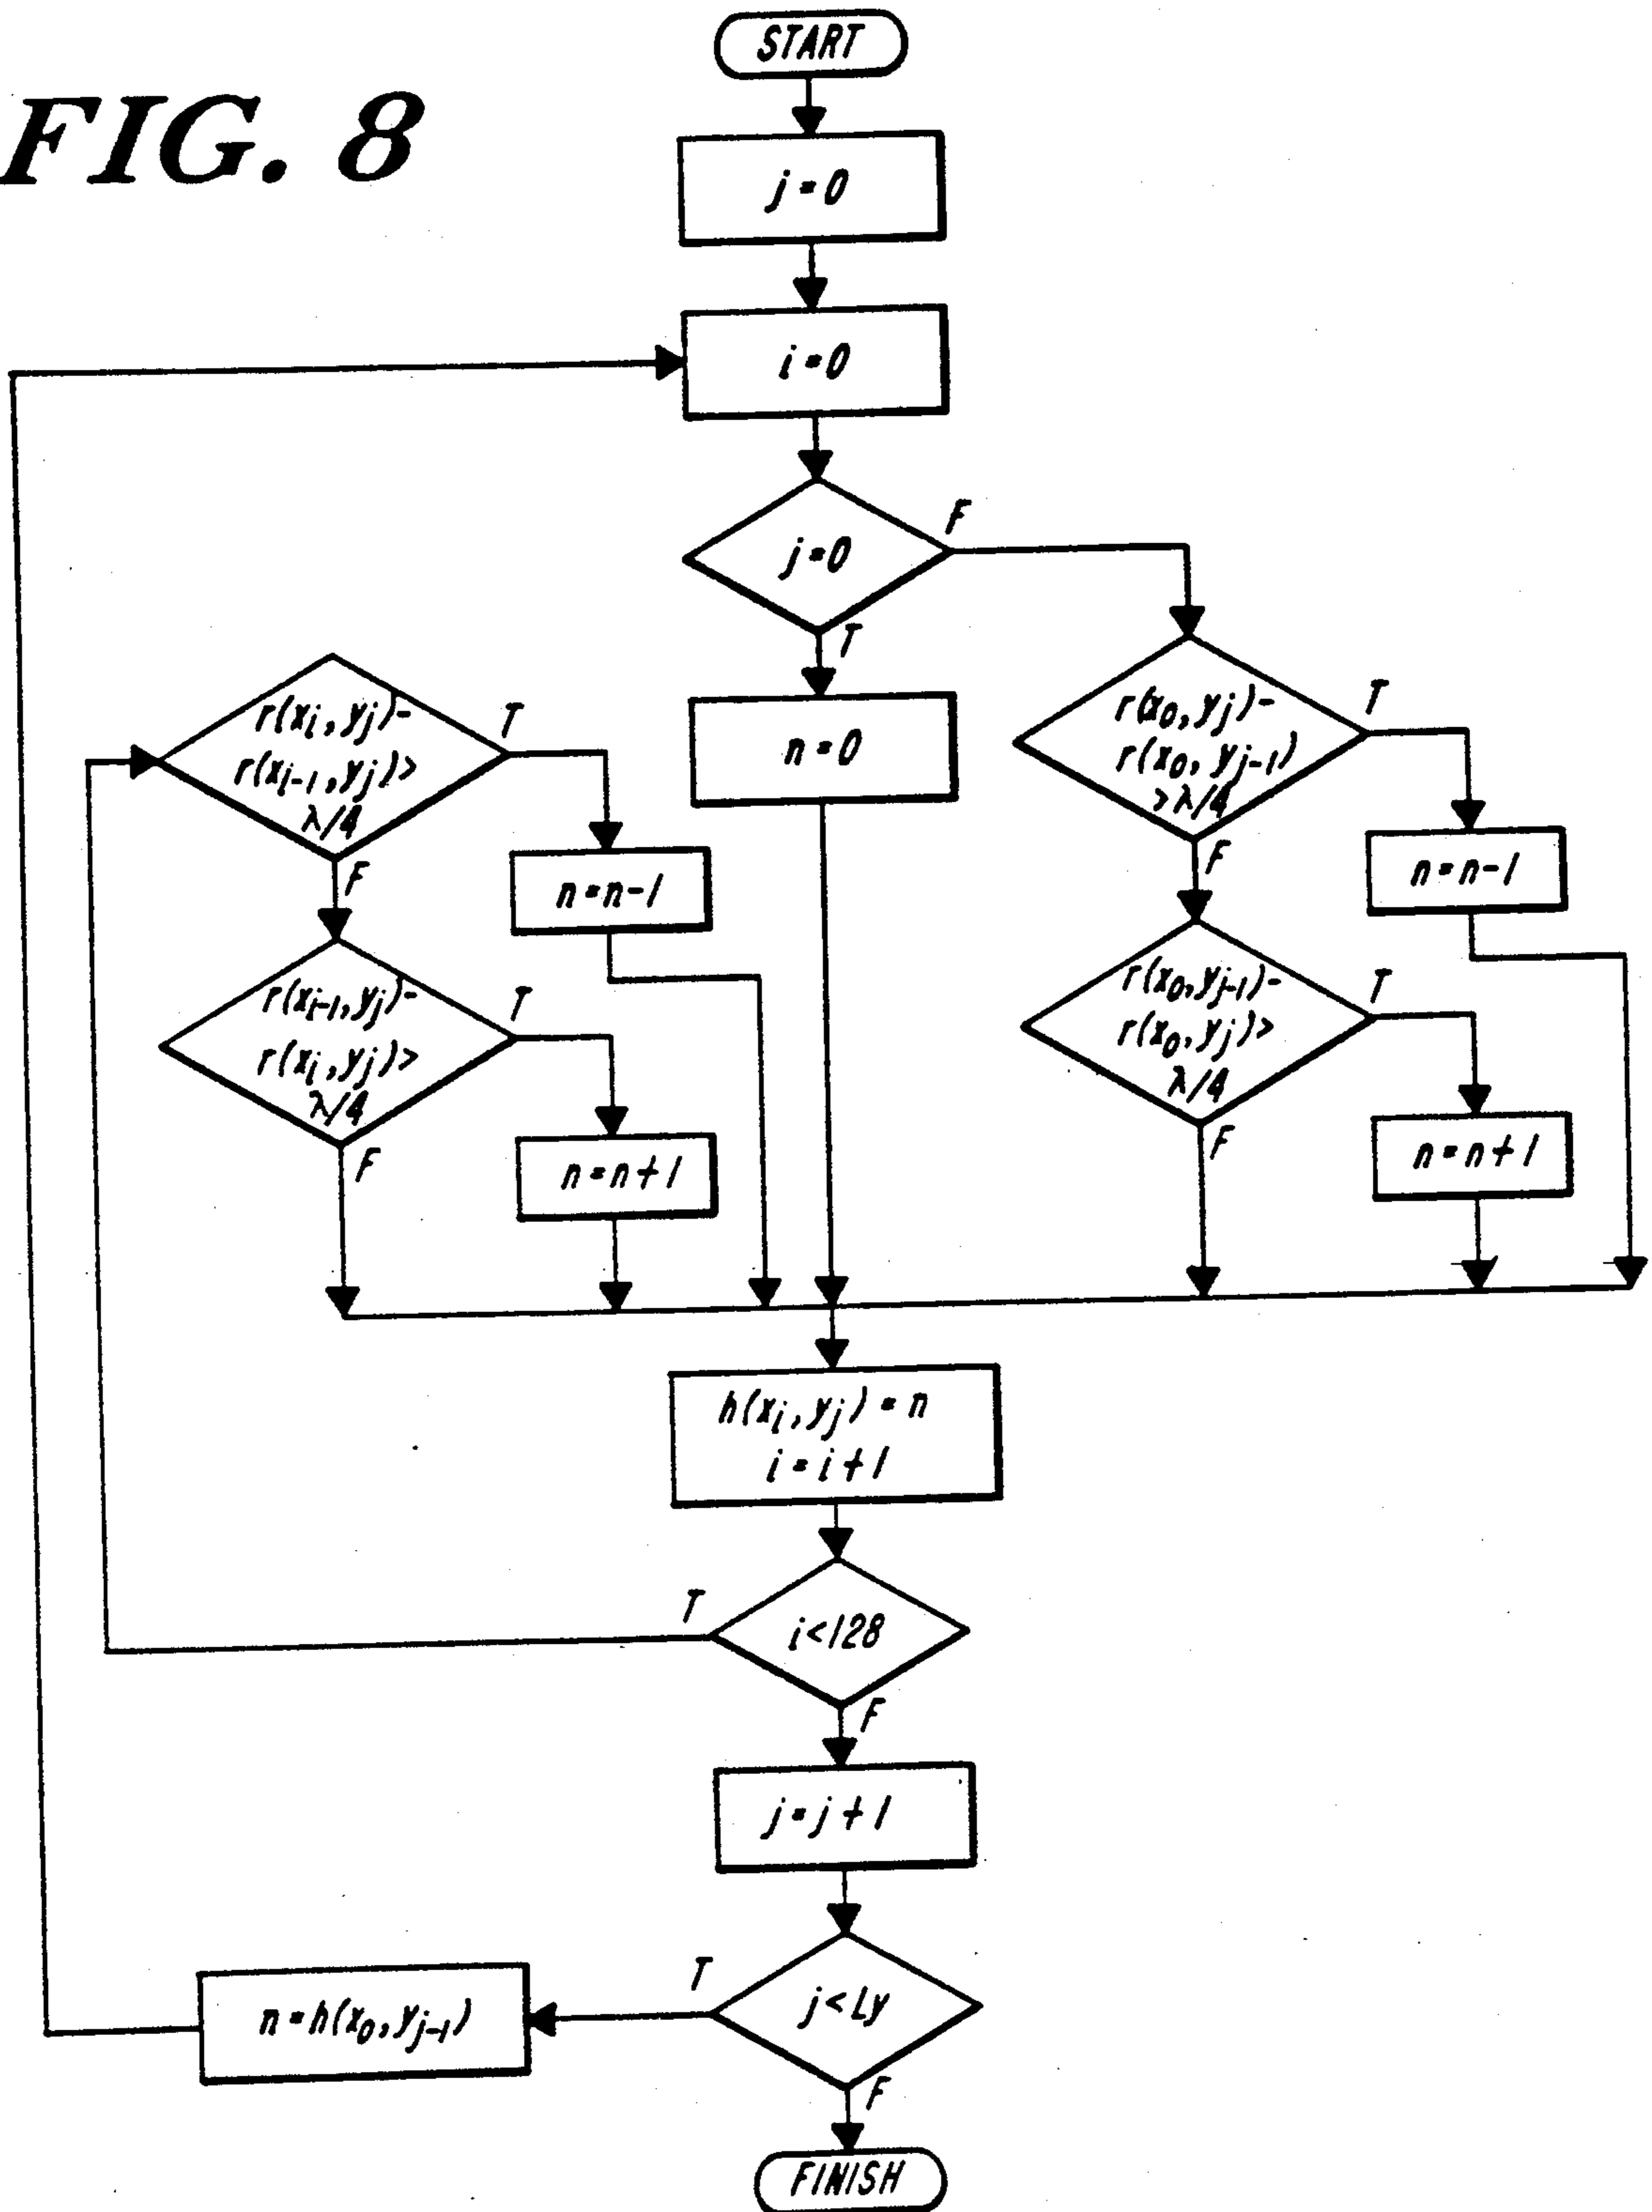 FIG. 8
START
j=0
i=0
j=0
F
T
r(x₀, yⱼ)-
r(x₀, yⱼ₋₁)
>λ/4
T
F
n=n-1
r(x₀, yⱼ₋₁)-
r(x₀, yⱼ)>
λ/4
T
F
n=n+1
n=0
r(xᵢ, yⱼ)-
r(xᵢ₋₁, yⱼ)>
λ/4
T
F
n=n-1
r(xᵢ₋₁, yⱼ)-
r(xᵢ, yⱼ)>
λ/4
T
F
n=n+1
h(xᵢ, yⱼ)=n
i=i+1
i<128
T
F
j=j+1
j<Ly
T
F
n=h(x₀, yⱼ₋₁)
FINISH